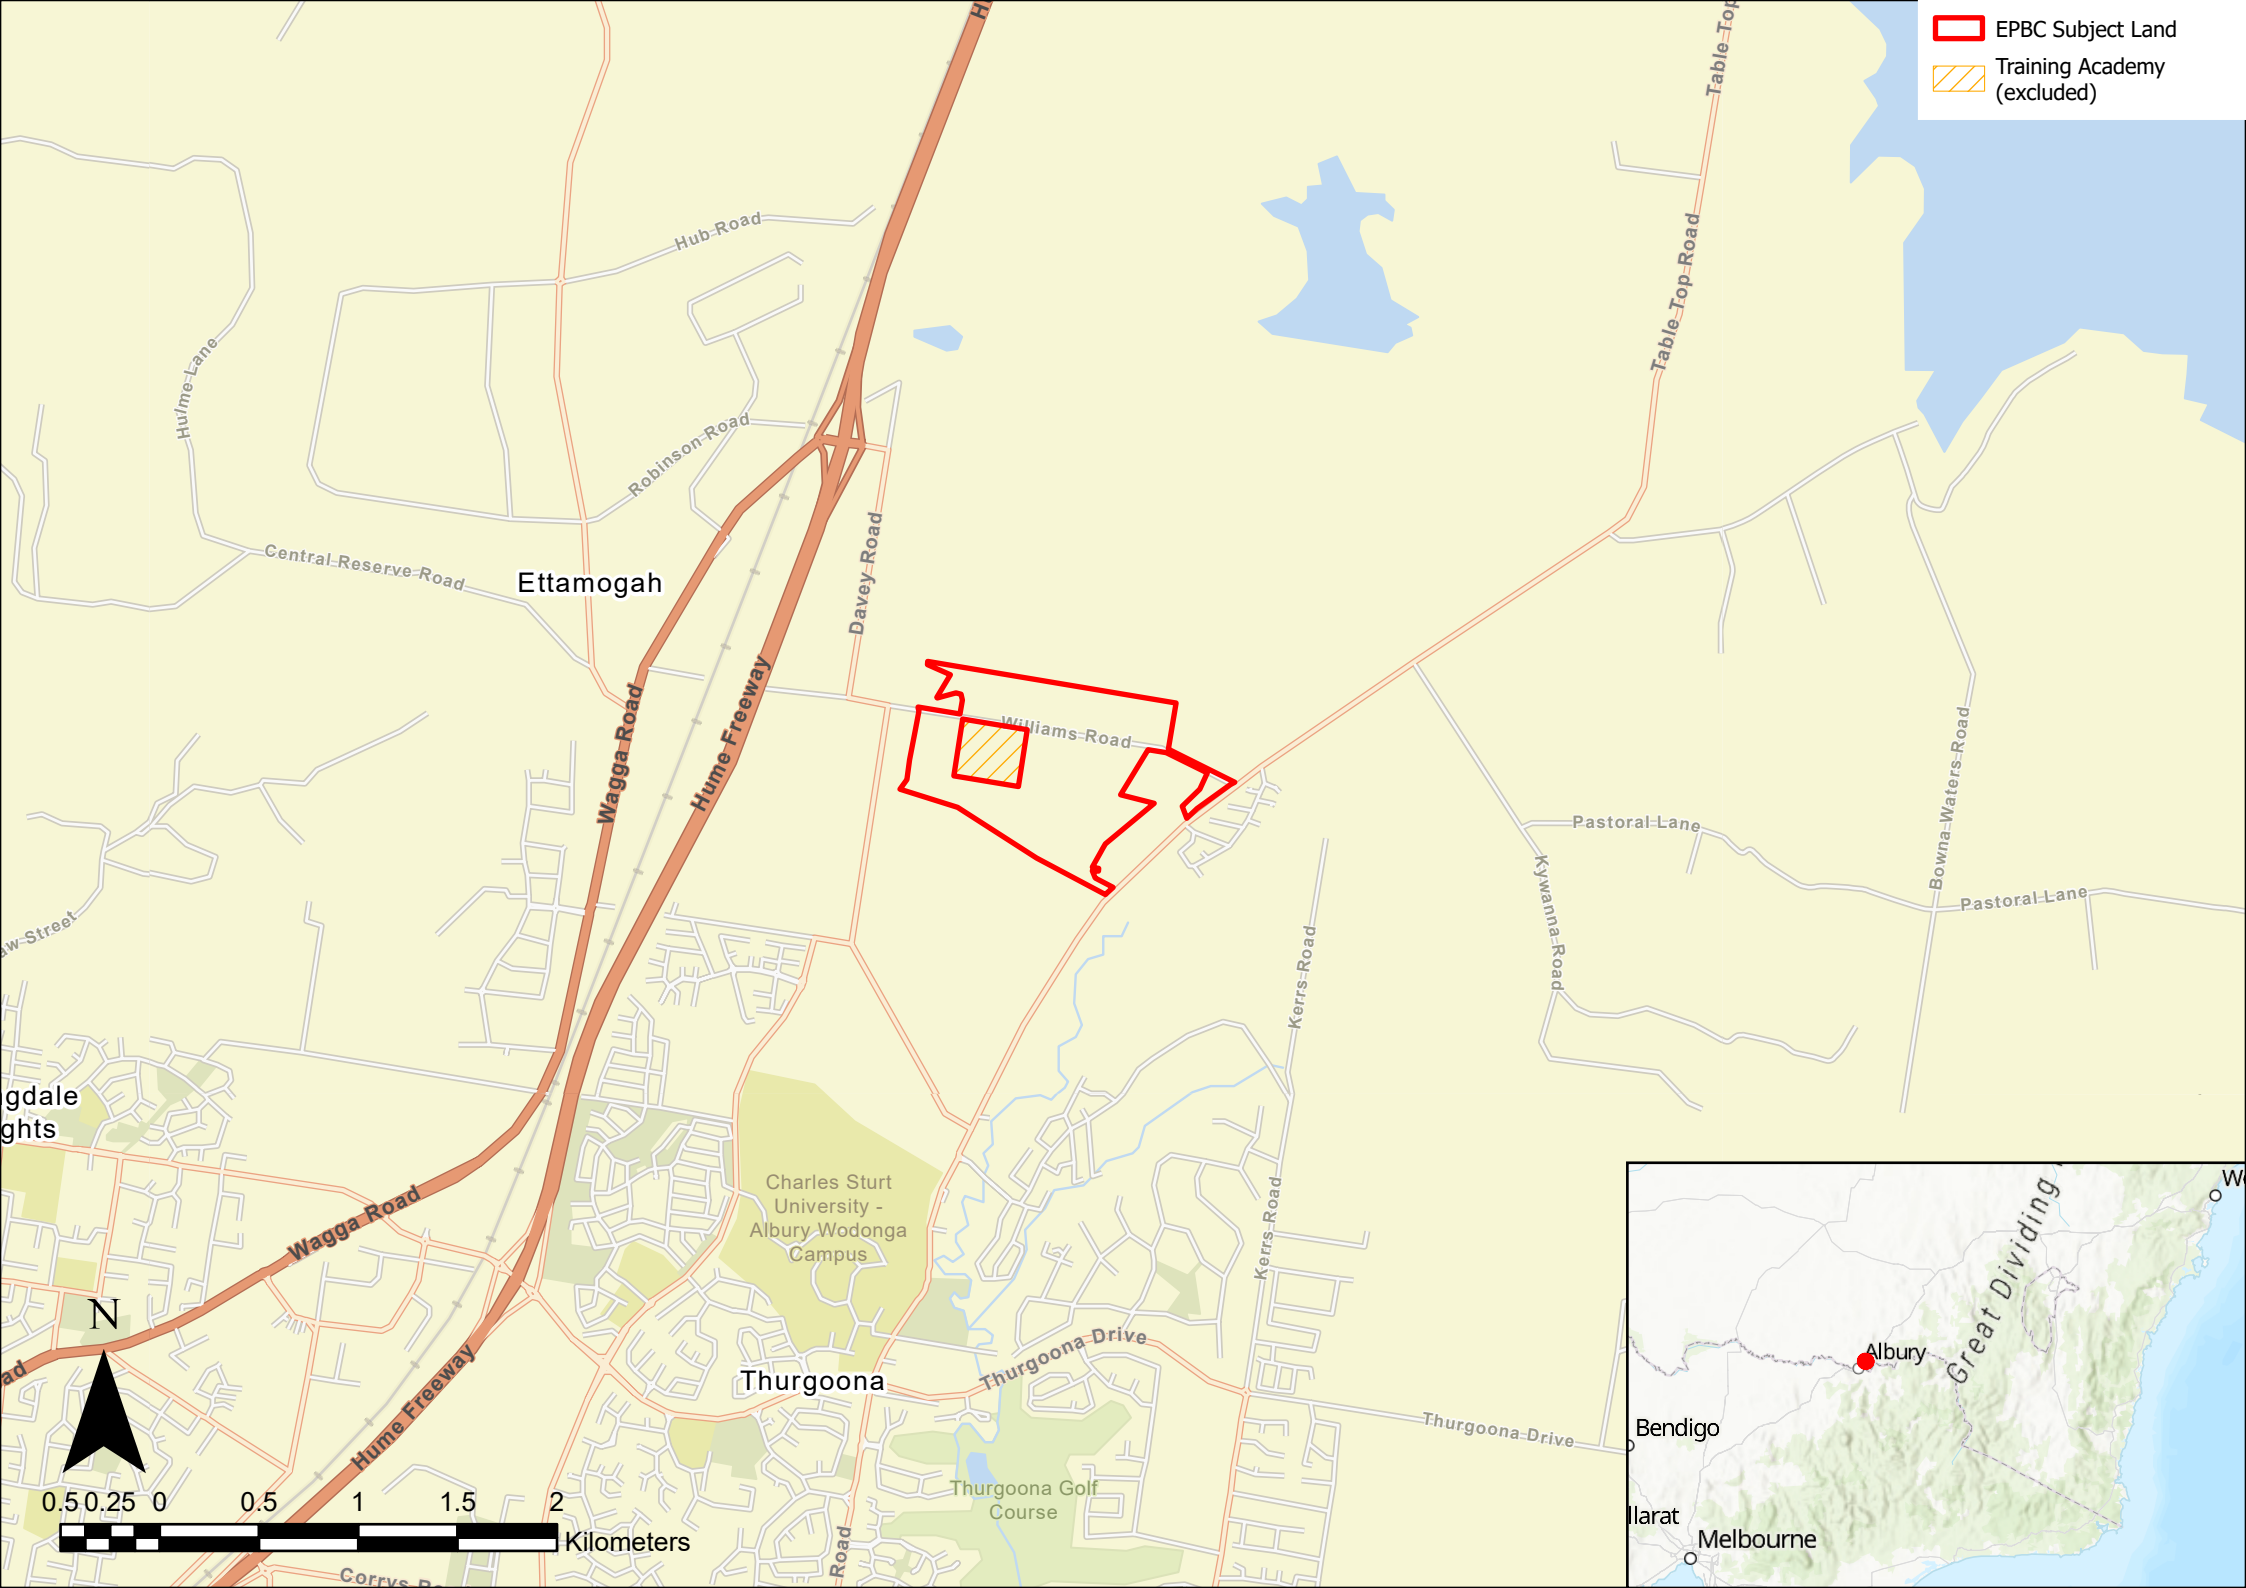 EPBC Subject Land
Training Academy
(excluded)
Table Top
Hub Road
Table Top Road
Hulme Lane
Robinson Road
Central Reserve Road
Ettamogah
Davey Road
Wagga Road
Hume Freeway
Williams Road
Bowna Waters Road
Pastoral Lane
Pastoral Lane
Kywanna Road
aw Street
Kerrs Road
gdale
ghts
Charles Sturt
University -
Albury Wodonga
Campus
Wagga Road
Kerrs Road
N
Thurgoona Drive
Thurgoona
Hume Freeway
ad
Thurgoona Drive
Thurgoona Golf
Course
Road
Corrys
0.5 0.25 0 0.5 1 1.5 2
Kilometers
Great Dividing
Albury
Bendigo
llarat
Melbourne